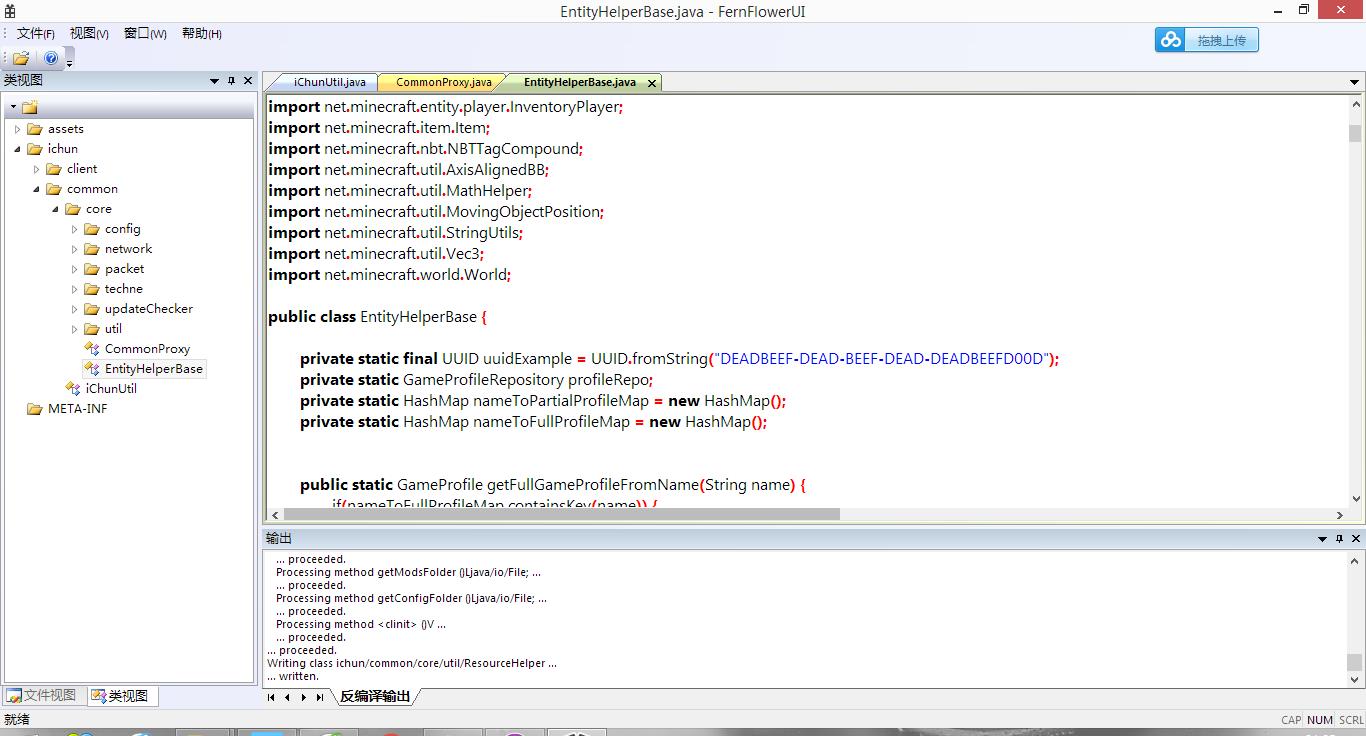 EntityHelperBase.java - FernFlowerUI
文件(F) 视图(V) 窗口(W) 帮助(H)
拖拽上传
类视图
assets
ichun
client
common
core
config
network
packet
techne
updateChecker
util
CommonProxy
EntityHelperBase
iChunUtil
META-INF
文件视图 类视图
iChunUtil.java CommonProxy.java EntityHelperBase.java
import net.minecraft.entity.player.InventoryPlayer;
import net.minecraft.item.Item;
import net.minecraft.nbt.NBTTagCompound;
import net.minecraft.util.AxisAlignedBB;
import net.minecraft.util.MathHelper;
import net.minecraft.util.MovingObjectPosition;
import net.minecraft.util.StringUtils;
import net.minecraft.util.Vec3;
import net.minecraft.world.World;
public class EntityHelperBase {
private static final UUID uuidExample = UUID.fromString("DEADBEEF-DEAD-BEEF-DEAD-DEADBEEFD00D");
private static GameProfileRepository profileRepo;
private static HashMap nameToPartialProfileMap = new HashMap();
private static HashMap nameToFullProfileMap = new HashMap();
public static GameProfile getFullGameProfileFromName(String name) {
if(nameToFullProfileMap.containsKey(name)) {
输出
... proceeded.
Processing method getModsFolder ()Ljava/io/File; ...
... proceeded.
Processing method getConfigFolder ()Ljava/io/File; ...
... proceeded.
Processing method <clinit> ()V ...
... proceeded.
... proceeded.
Writing class ichun/common/core/util/ResourceHelper ...
... written.
反编译输出
就绪
CAP NUM SCRL